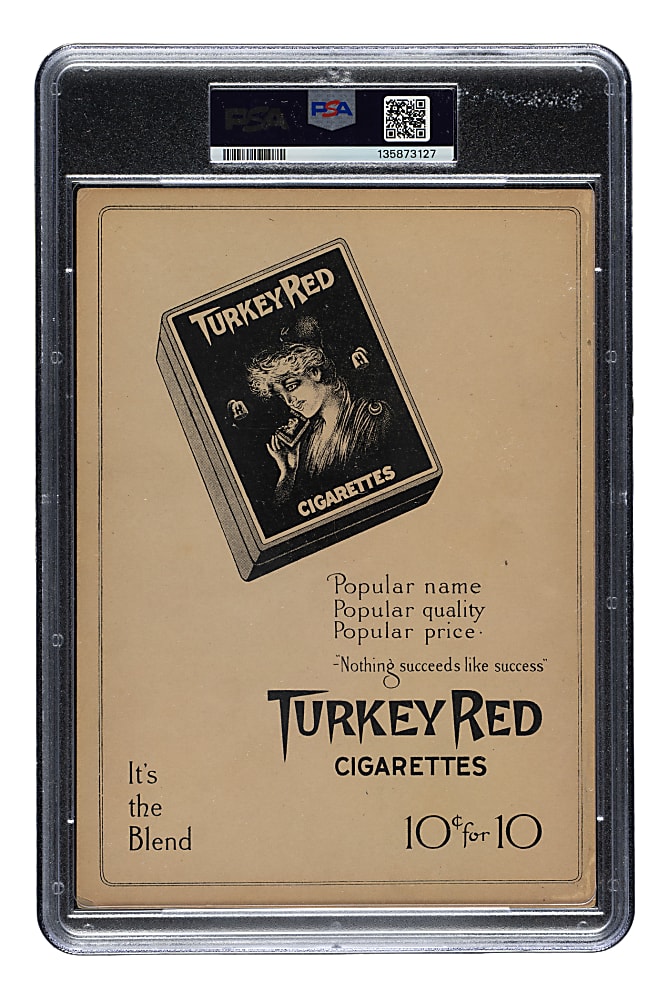 PSA
PSA
135873127
TURKEY RED
CIGARETTES
Popular name
Popular quality
Popular price.
-"Nothing succeeds like success"
TURKEY RED
CIGARETTES
It's
the
Blend
10¢ for 10